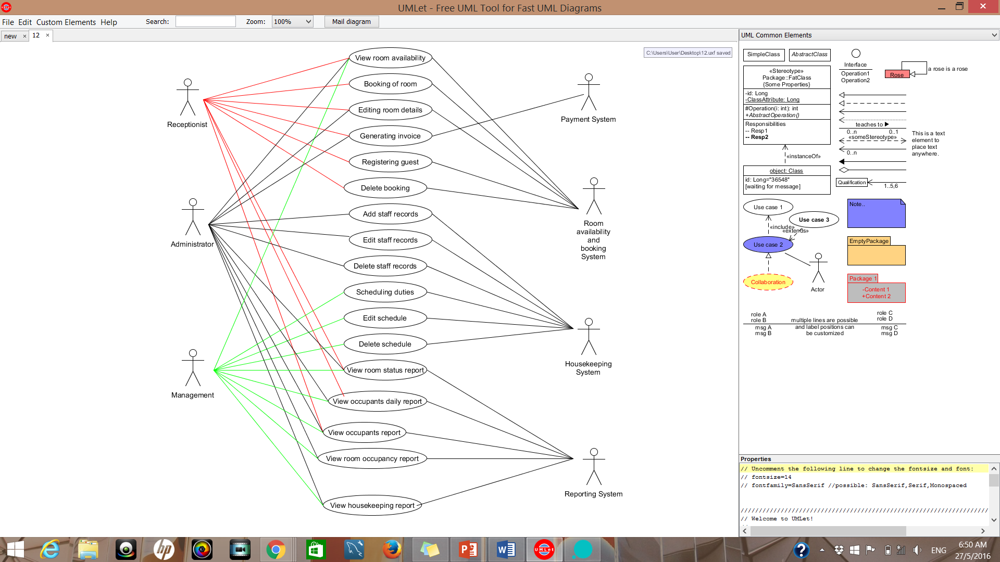 UMLet - Free UML Tool for Fast UML Diagrams
File Edit Custom Elements Help Search: Zoom: 100% Mail diagram
new × 12 ×
UML Common Elements
C:\Users\User\Desktop\12.uxf saved
View room availability
Booking of room
Editing room details
Generating invoice
Registering guest
Delete booking
Add staff records
Edit staff records
Delete staff records
Scheduling duties
Edit schedule
Delete schedule
View room status report
View occupants daily report
View occupants report
View room occupancy report
View housekeeping report
Receptionist
Administrator
Management
Payment System
Room
availability
and
booking
System
Housekeeping
System
Reporting System
SimpleClass
AbstractClass
«Stereotype»
Package::FatClass
{Some Properties}
-id: Long
-ClassAttribute: Long
#Operation(i: int): int
+AbstractOperation()
Responsibilities
-- Resp1
-- Resp2
«instanceOf»
object: Class
id: Long="36548"
[waiting for message]
Interface
Operation1
Operation2
Rose
a rose is a rose
teaches to
0..n 0..1
«someStereotype»
0..n
This is a text
element to
place text
anywhere.
Qualification
1..5,6
Use case 1
Use case 3
«include»
«extends»
Use case 2
Collaboration
Actor
Note..
EmptyPackage
Package 1
-Content 1
+Content 2
role A
role B
msg A
msg B
multiple lines are possible
and label positions can
be customized
role C
role D
msg C
msg D
Properties
// Uncomment the following line to change the fontsize and font:
// fontsize=14
// fontfamily=SansSerif //possible: SansSerif,Serif,Monospaced
////////////////////////////////////////////////////////////////////
// Welcome to UMLet!
hp
UMLet
ENG
6:50 AM
27/5/2016